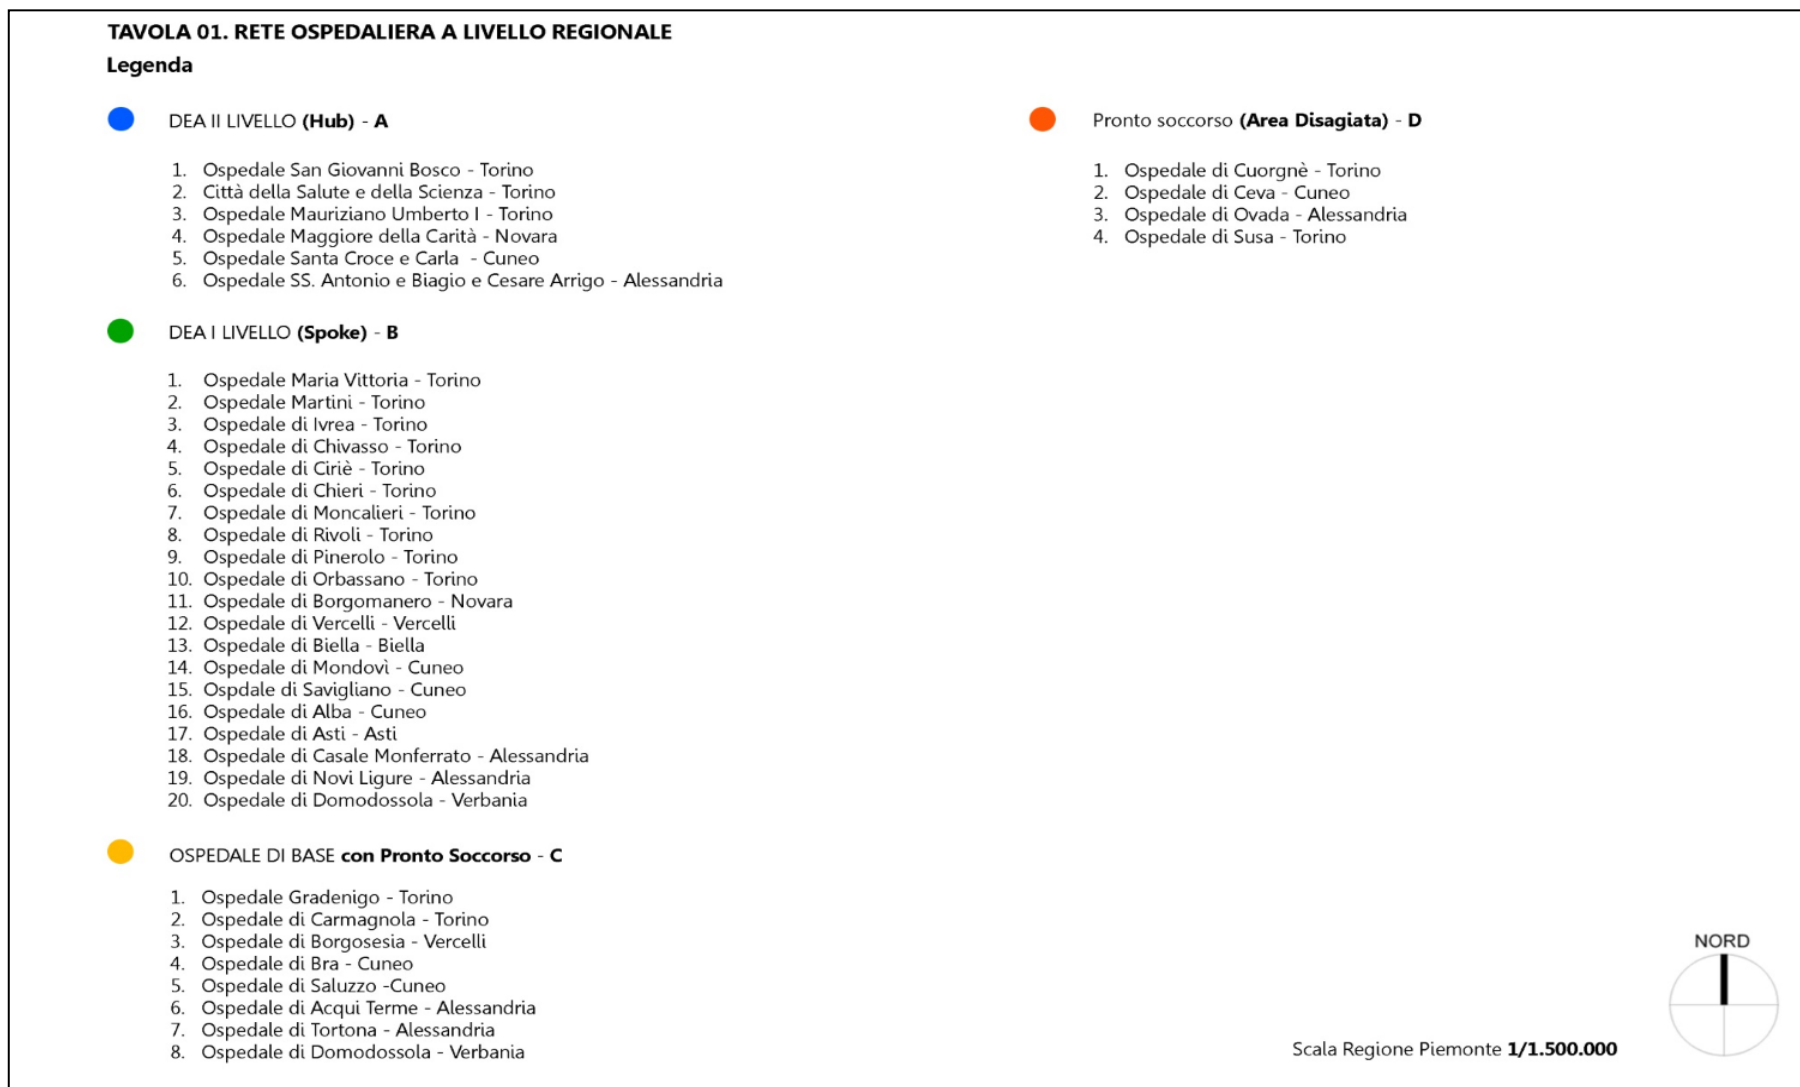 TAVOLA 01. RETE OSPEDALIERA A LIVELLO REGIONALE
Legenda
DEA II LIVELLO (Hub) - A
1. Ospedale San Giovanni Bosco - Torino
2. Città della Salute e della Scienza - Torino
3. Ospedale Mauriziano Umberto I - Torino
4. Ospedale Maggiore della Carità - Novara
5. Ospedale Santa Croce e Carla - Cuneo
6. Ospedale SS. Antonio e Biagio e Cesare Arrigo - Alessandria
DEA I LIVELLO (Spoke) - B
1. Ospedale Maria Vittoria - Torino
2. Ospedale Martini - Torino
3. Ospedale di Ivrea - Torino
4. Ospedale di Chivasso - Torino
5. Ospedale di Ciriè - Torino
6. Ospedale di Chieri - Torino
7. Ospedale di Moncalieri - Torino
8. Ospedale di Rivoli - Torino
9. Ospedale di Pinerolo - Torino
10. Ospedale di Orbassano - Torino
11. Ospedale di Borgomanero - Novara
12. Ospedale di Vercelli - Vercelli
13. Ospedale di Biella - Biella
14. Ospedale di Mondovì - Cuneo
15. Ospdale di Savigliano - Cuneo
16. Ospedale di Alba - Cuneo
17. Ospedale di Asti - Asti
18. Ospedale di Casale Monferrato - Alessandria
19. Ospedale di Novi Ligure - Alessandria
20. Ospedale di Domodossola - Verbania
OSPEDALE DI BASE con Pronto Soccorso - C
1. Ospedale Gradenigo - Torino
2. Ospedale di Carmagnola - Torino
3. Ospedale di Borgosesia - Vercelli
4. Ospedale di Bra - Cuneo
5. Ospedale di Saluzzo -Cuneo
6. Ospedale di Acqui Terme - Alessandria
7. Ospedale di Tortona - Alessandria
8. Ospedale di Domodossola - Verbania
Pronto soccorso (Area Disagiata) - D
1. Ospedale di Cuorgnè - Torino
2. Ospedale di Ceva - Cuneo
3. Ospedale di Ovada - Alessandria
4. Ospedale di Susa - Torino
NORD
Scala Regione Piemonte 1/1.500.000